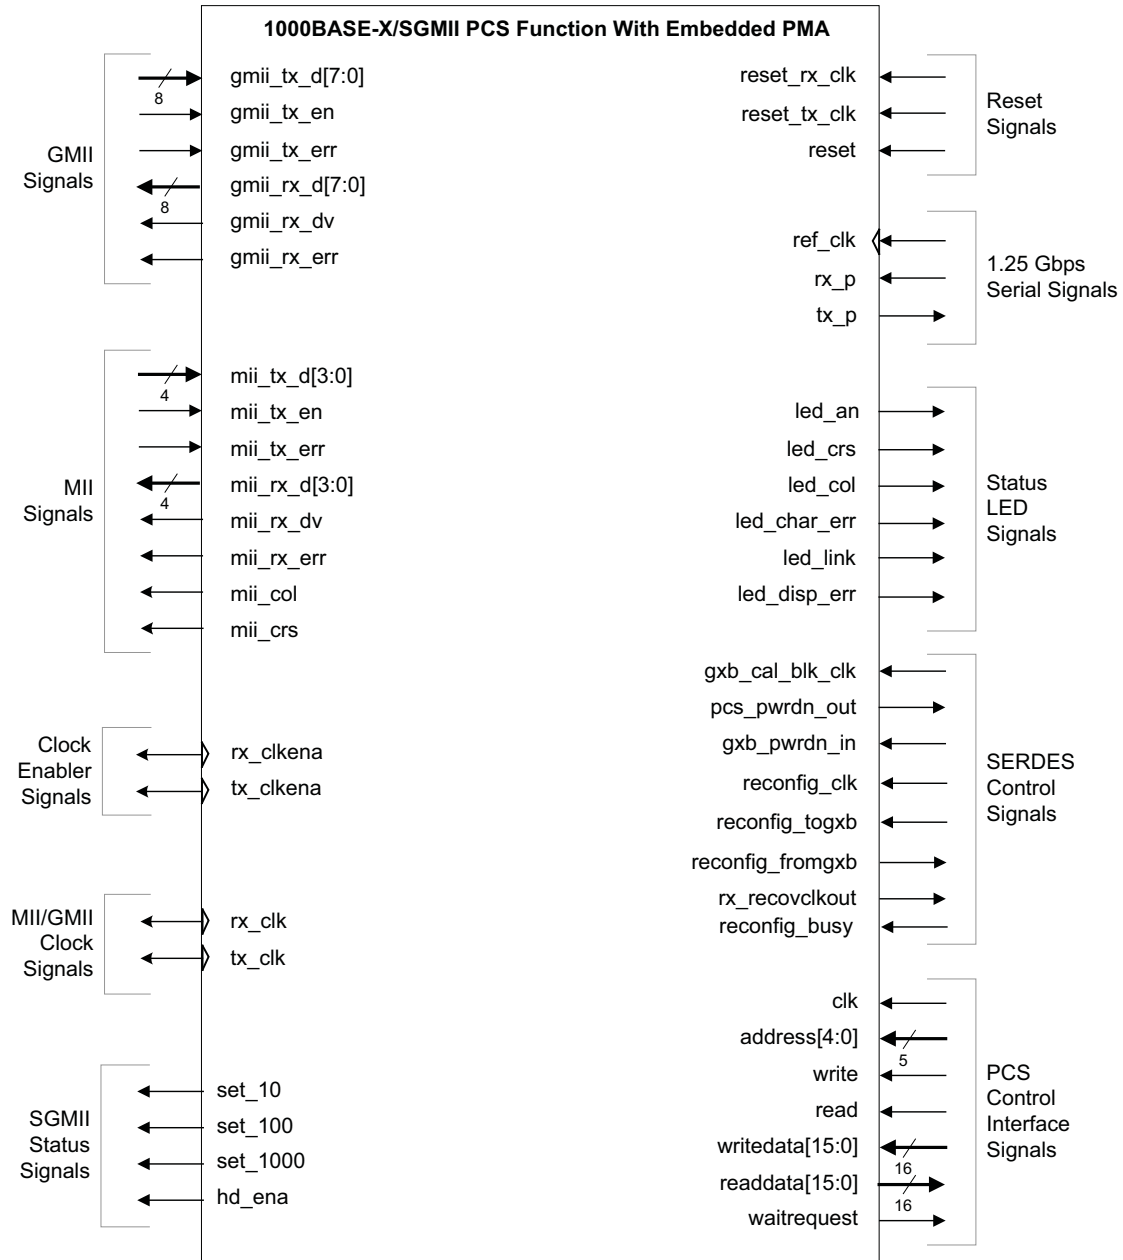 1000BASE-X/SGMII PCS Function With Embedded PMA
GMII
Signals
gmii_tx_d[7:0]
8
gmii_tx_en
gmii_tx_err
gmii_rx_d[7:0]
8
gmii_rx_dv
gmii_rx_err
MII
Signals
mii_tx_d[3:0]
4
mii_tx_en
mii_tx_err
mii_rx_d[3:0]
4
mii_rx_dv
mii_rx_err
mii_col
mii_crs
Clock
Enabler
Signals
rx_clkena
tx_clkena
MII/GMII
Clock
Signals
rx_clk
tx_clk
SGMII
Status
Signals
set_10
set_100
set_1000
hd_ena
reset_rx_clk
reset_tx_clk
reset
Reset
Signals
ref_clk
rx_p
tx_p
1.25 Gbps
Serial Signals
led_an
led_crs
led_col
led_char_err
led_link
led_disp_err
Status
LED
Signals
gxb_cal_blk_clk
pcs_pwrdn_out
gxb_pwrdn_in
reconfig_clk
reconfig_togxb
reconfig_fromgxb
rx_recovclkout
reconfig_busy
SERDES
Control
Signals
clk
address[4:0]
5
write
read
writedata[15:0]
16
readdata[15:0]
16
waitrequest
PCS
Control
Interface
Signals